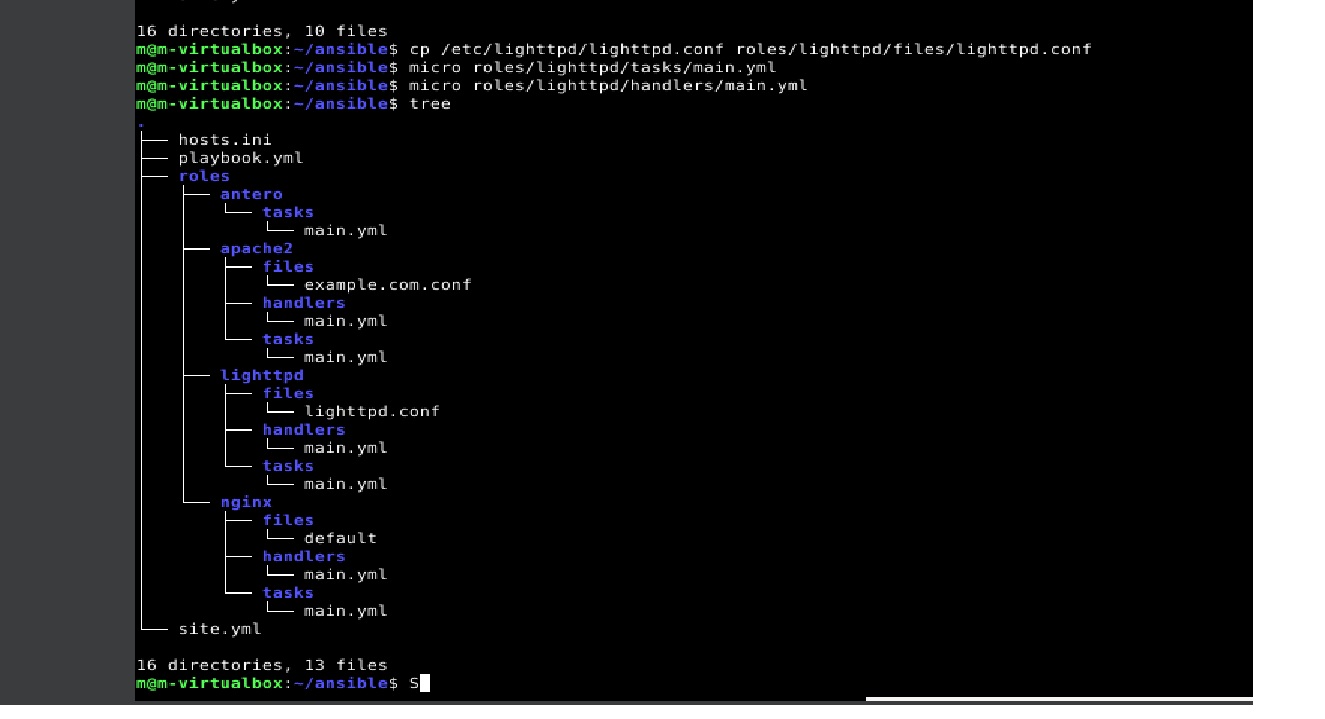 16 directories, 10 files
m@m-virtualbox:~/ansible$ cp /etc/lighttpd/lighttpd.conf roles/lighttpd/files/lighttpd.conf
m@m-virtualbox:~/ansible$ micro roles/lighttpd/tasks/main.yml
m@m-virtualbox:~/ansible$ micro roles/lighttpd/handlers/main.yml
m@m-virtualbox:~/ansible$ tree
.
├── hosts.ini
├── playbook.yml
├── roles
│   ├── antero
│   │   └── tasks
│   │       └── main.yml
│   ├── apache2
│   │   ├── files
│   │   │   └── example.com.conf
│   │   ├── handlers
│   │   │   └── main.yml
│   │   └── tasks
│   │       └── main.yml
│   ├── lighttpd
│   │   ├── files
│   │   │   └── lighttpd.conf
│   │   ├── handlers
│   │   │   └── main.yml
│   │   └── tasks
│   │       └── main.yml
│   └── nginx
│       ├── files
│       │   └── default
│       ├── handlers
│       │   └── main.yml
│       └── tasks
│           └── main.yml
└── site.yml
16 directories, 13 files
m@m-virtualbox:~/ansible$ S